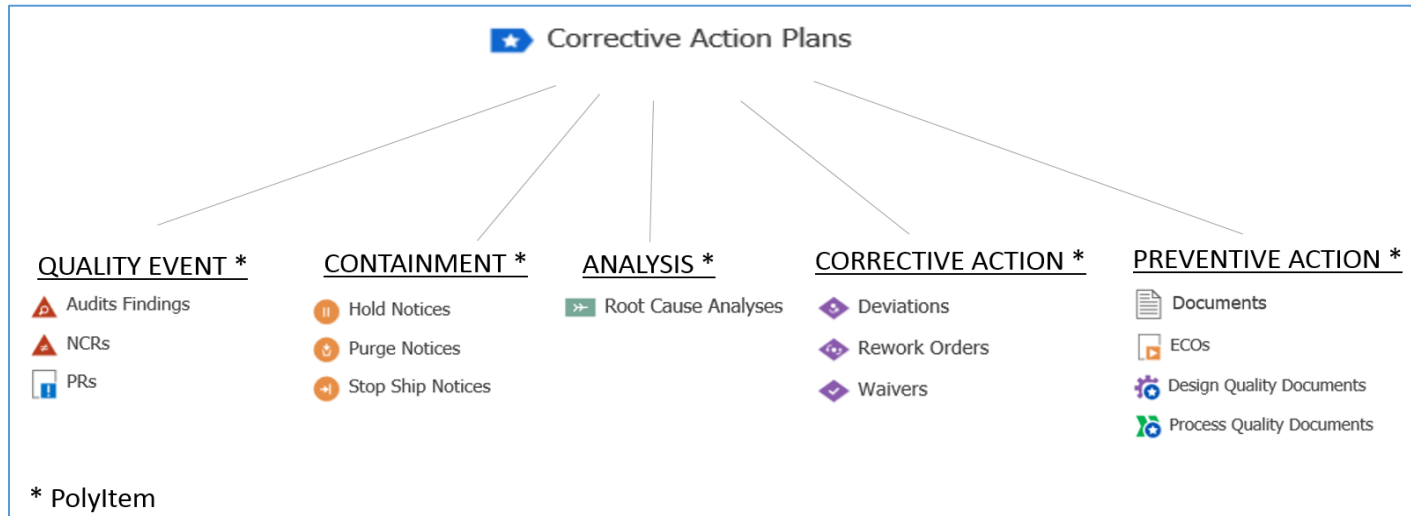 Corrective Action Plans
QUALITY EVENT *
Audits Findings
NCRs
PRs
CONTAINMENT *
Hold Notices
Purge Notices
Stop Ship Notices
ANALYSIS *
Root Cause Analyses
CORRECTIVE ACTION *
Deviations
Rework Orders
Waivers
PREVENTIVE ACTION *
Documents
ECOs
Design Quality Documents
Process Quality Documents
* PolyItem